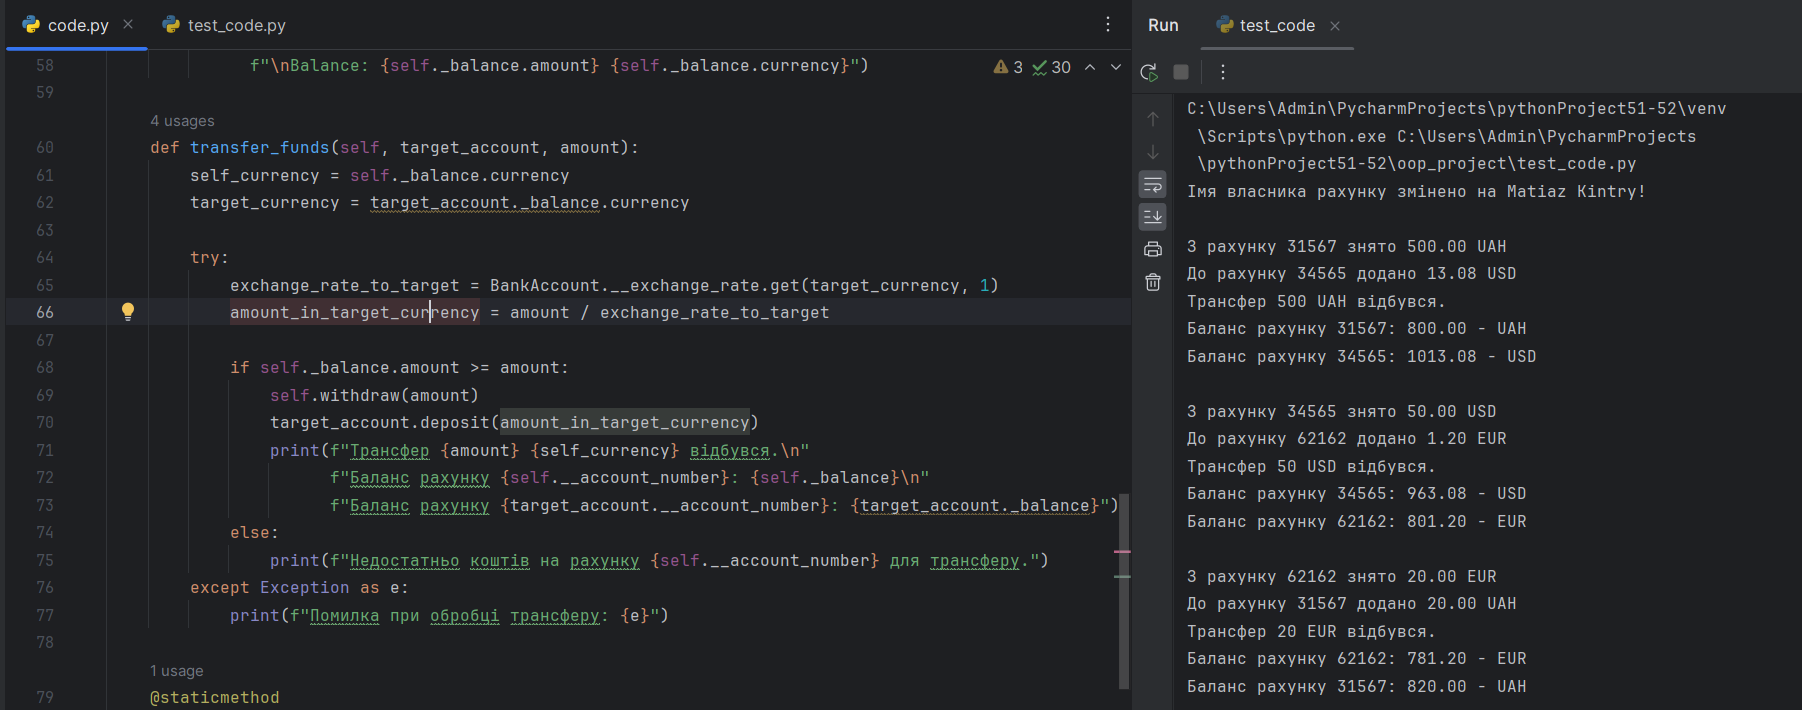 code.py
test_code.py
58 f"\nBalance: {self._balance.amount} {self._balance.currency}")
3 30
59
4 usages
60 def transfer_funds(self, target_account, amount):
61 self_currency = self._balance.currency
62 target_currency = target_account._balance.currency
63
64 try:
65 exchange_rate_to_target = BankAccount.__exchange_rate.get(target_currency, 1)
66 amount_in_target_currency = amount / exchange_rate_to_target
67
68 if self._balance.amount >= amount:
69 self.withdraw(amount)
70 target_account.deposit(amount_in_target_currency)
71 print(f"Трансфер {amount} {self_currency} відбувся.\n"
72 f"Баланс рахунку {self.__account_number}: {self._balance}\n"
73 f"Баланс рахунку {target_account.__account_number}: {target_account._balance}")
74 else:
75 print(f"Недостатньо коштів на рахунку {self.__account_number} для трансферу.")
76 except Exception as e:
77 print(f"Помилка при обробці трансферу: {e}")
78
1 usage
79 @staticmethod
Run
test_code
C:\Users\Admin\PycharmProjects\pythonProject51-52\venv
\Scripts\python.exe C:\Users\Admin\PycharmProjects
\pythonProject51-52\oop_project\test_code.py
Імя власника рахунку змінено на Matiaz Kintry!
З рахунку 31567 знято 500.00 UAH
До рахунку 34565 додано 13.08 USD
Трансфер 500 UAH відбувся.
Баланс рахунку 31567: 800.00 - UAH
Баланс рахунку 34565: 1013.08 - USD
З рахунку 34565 знято 50.00 USD
До рахунку 62162 додано 1.20 EUR
Трансфер 50 USD відбувся.
Баланс рахунку 34565: 963.08 - USD
Баланс рахунку 62162: 801.20 - EUR
З рахунку 62162 знято 20.00 EUR
До рахунку 31567 додано 20.00 UAH
Трансфер 20 EUR відбувся.
Баланс рахунку 62162: 781.20 - EUR
Баланс рахунку 31567: 820.00 - UAH